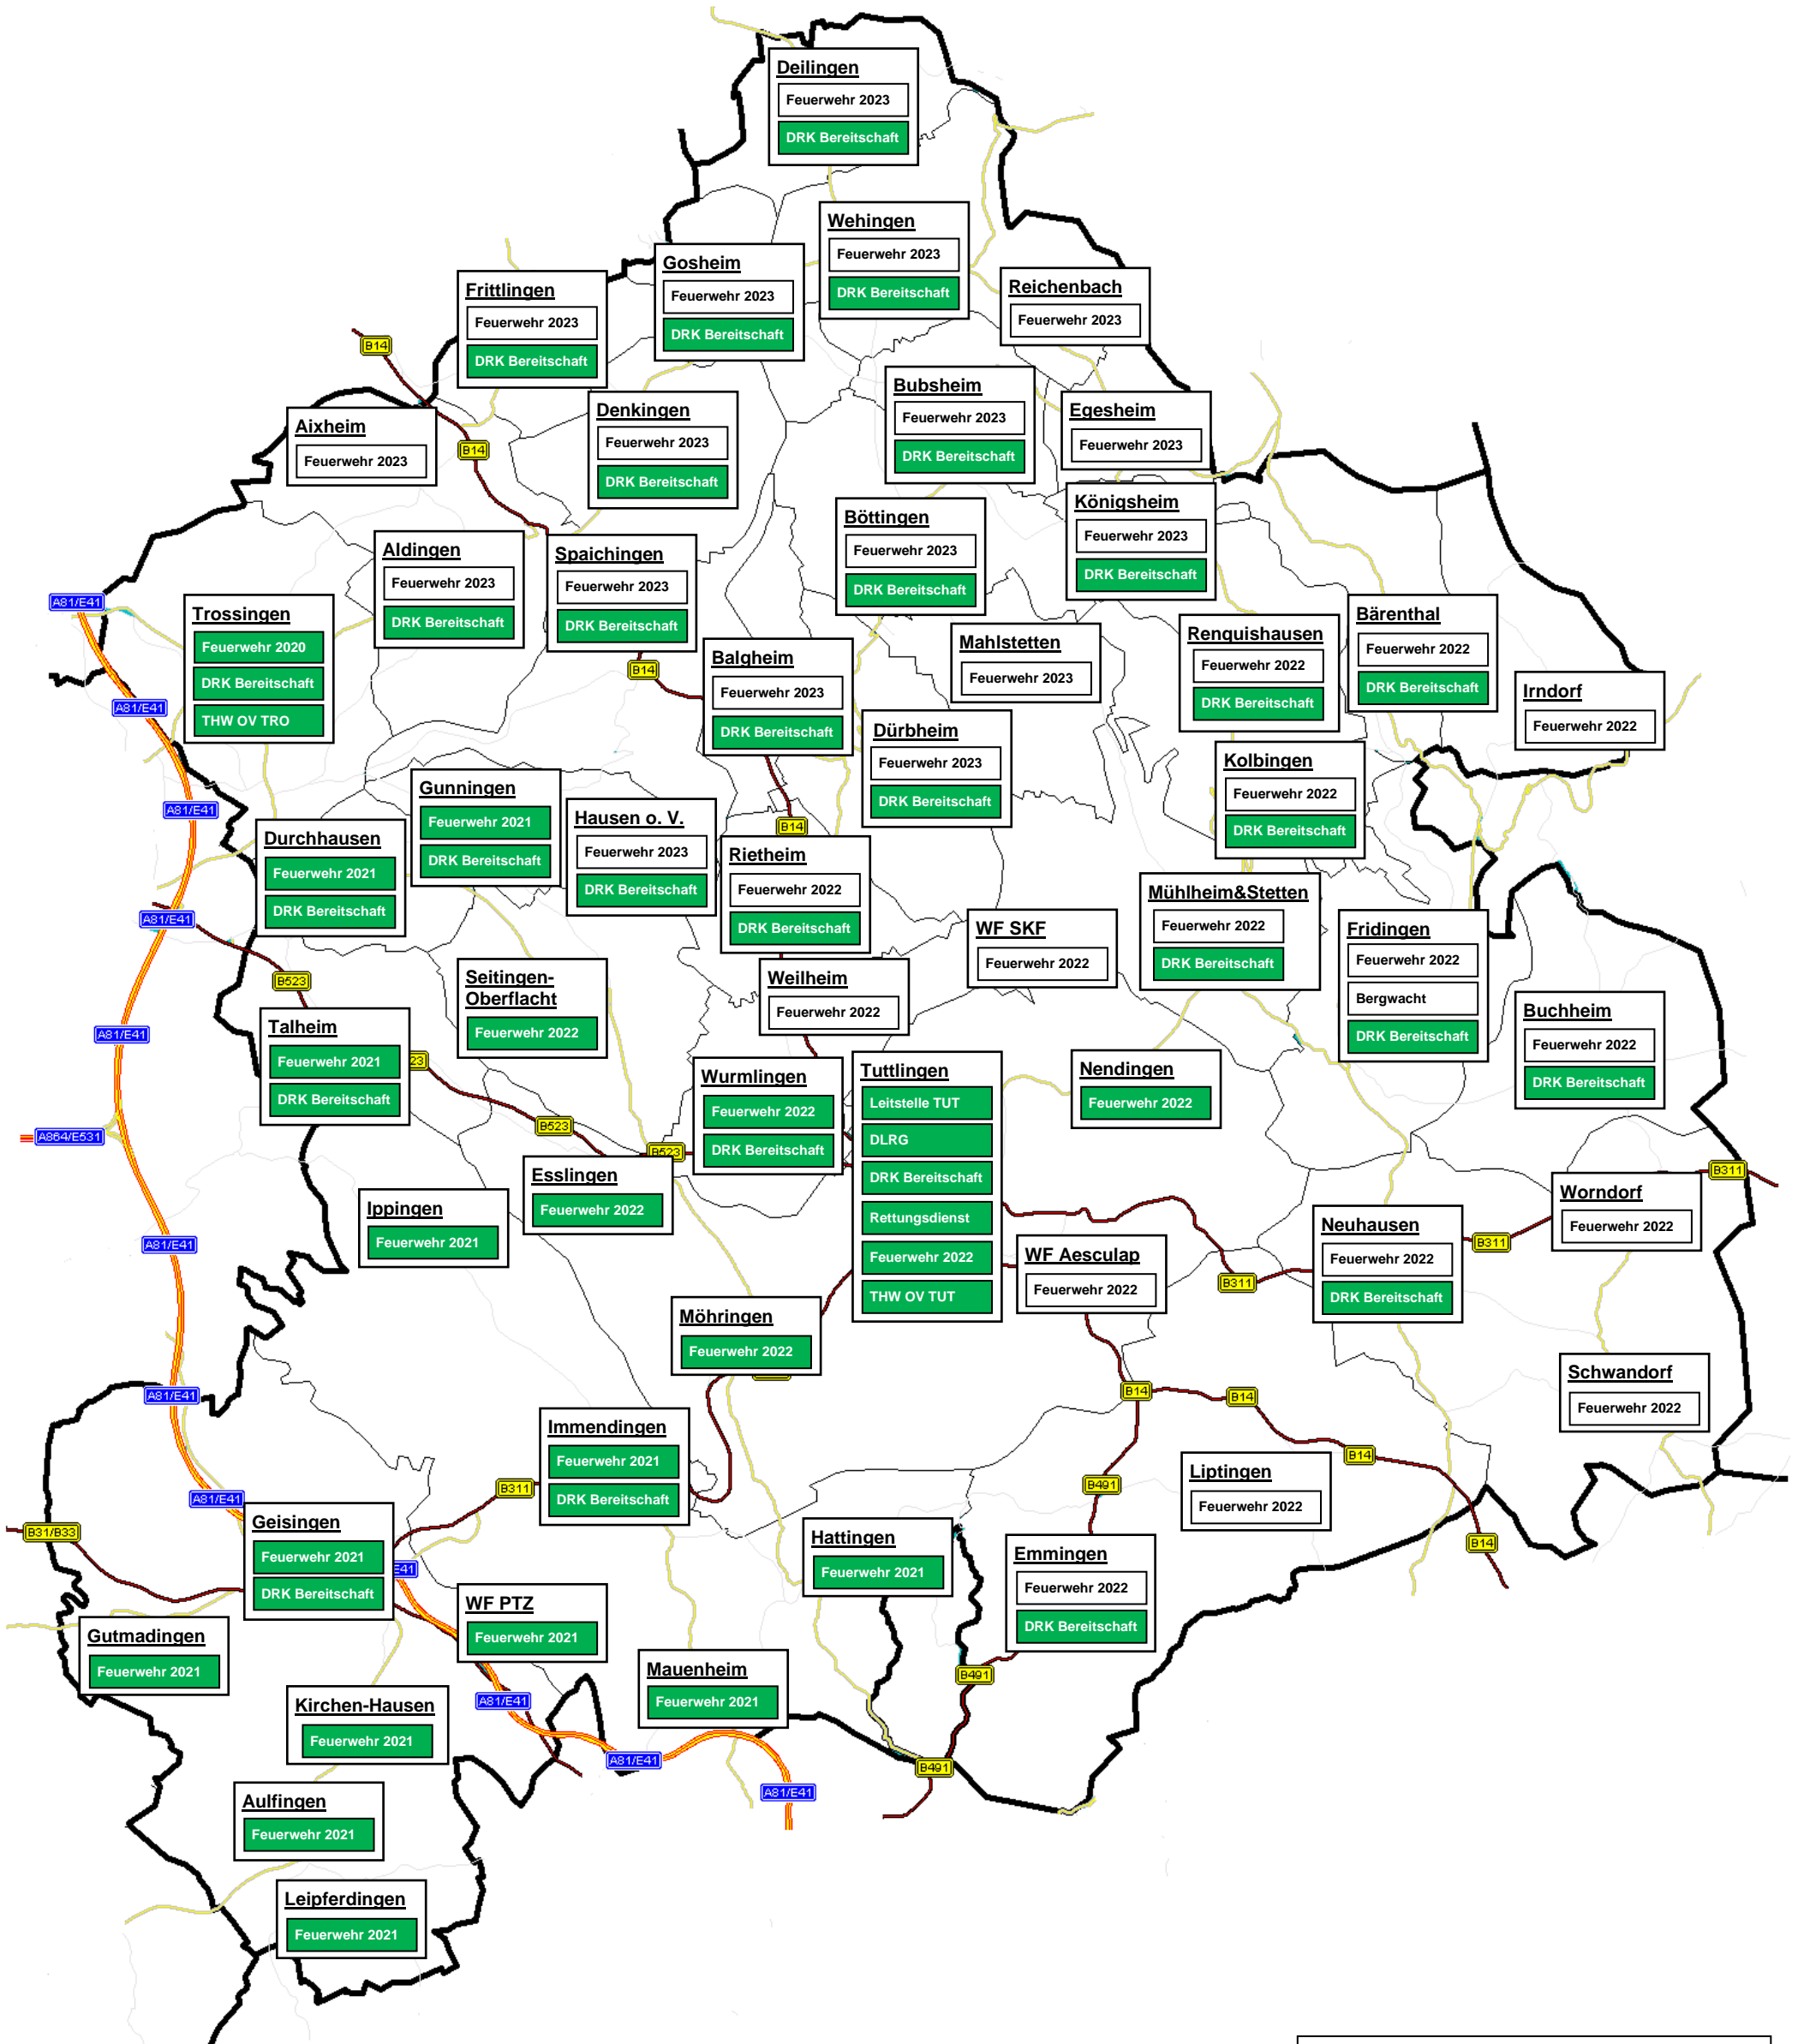 Deilingen
Feuerwehr 2023
DRK Bereitschaft
Wehingen
Feuerwehr 2023
DRK Bereitschaft
Gosheim
Feuerwehr 2023
DRK Bereitschaft
Reichenbach
Feuerwehr 2023
Frittlingen
Feuerwehr 2023
DRK Bereitschaft
B14
Bubsheim
Feuerwehr 2023
DRK Bereitschaft
Denkingen
Feuerwehr 2023
DRK Bereitschaft
Egesheim
Feuerwehr 2023
Aixheim
Feuerwehr 2023
B14
Königsheim
Feuerwehr 2023
DRK Bereitschaft
Böttingen
Feuerwehr 2023
DRK Bereitschaft
Aldingen
Feuerwehr 2023
DRK Bereitschaft
Spaichingen
Feuerwehr 2023
DRK Bereitschaft
A81/E41
Trossingen
Feuerwehr 2020
DRK Bereitschaft
THW OV TRO
Bärenthal
Feuerwehr 2022
DRK Bereitschaft
Renquishausen
Feuerwehr 2022
DRK Bereitschaft
Mahlstetten
Feuerwehr 2023
Balgheim
Feuerwehr 2023
DRK Bereitschaft
B14
Irndorf
Feuerwehr 2022
A81/E41
Dürbheim
Feuerwehr 2023
DRK Bereitschaft
Kolbingen
Feuerwehr 2022
DRK Bereitschaft
Gunningen
Feuerwehr 2021
DRK Bereitschaft
A81/E41
Hausen o. V.
Feuerwehr 2023
DRK Bereitschaft
B14
Durchhausen
Feuerwehr 2021
DRK Bereitschaft
Rietheim
Feuerwehr 2022
DRK Bereitschaft
Mühlheim&Stetten
Feuerwehr 2022
DRK Bereitschaft
A81/E41
WF SKF
Feuerwehr 2022
Fridingen
Feuerwehr 2022
Bergwacht
DRK Bereitschaft
B523
Seitingen-
Oberflacht
Feuerwehr 2022
Weilheim
Feuerwehr 2022
Buchheim
Feuerwehr 2022
DRK Bereitschaft
A81/E41
Talheim
Feuerwehr 2021
DRK Bereitschaft
23
Wurmlingen
Feuerwehr 2022
DRK Bereitschaft
Tuttlingen
Leitstelle TUT
DLRG
DRK Bereitschaft
Rettungsdienst
Feuerwehr 2022
THW OV TUT
Nendingen
Feuerwehr 2022
A864/E531
B523
B523
Esslingen
Feuerwehr 2022
B311
Worndorf
Feuerwehr 2022
Ippingen
Feuerwehr 2021
Neuhausen
Feuerwehr 2022
DRK Bereitschaft
B311
A81/E41
WF Aesculap
Feuerwehr 2022
B311
Möhringen
Feuerwehr 2022
Schwandorf
Feuerwehr 2022
A81/E41
B14
B14
Immendingen
Feuerwehr 2021
DRK Bereitschaft
B14
Liptingen
Feuerwehr 2022
B491
B311
A81/E41
Geisingen
Feuerwehr 2021
DRK Bereitschaft
B31/B33
Hattingen
Feuerwehr 2021
Emmingen
Feuerwehr 2022
DRK Bereitschaft
B14
E41
WF PTZ
Feuerwehr 2021
Gutmadingen
Feuerwehr 2021
Mauenheim
Feuerwehr 2021
B491
Kirchen-Hausen
Feuerwehr 2021
A81/E41
A81/E41
B491
A81/E41
Aulfingen
Feuerwehr 2021
Leipferdingen
Feuerwehr 2021